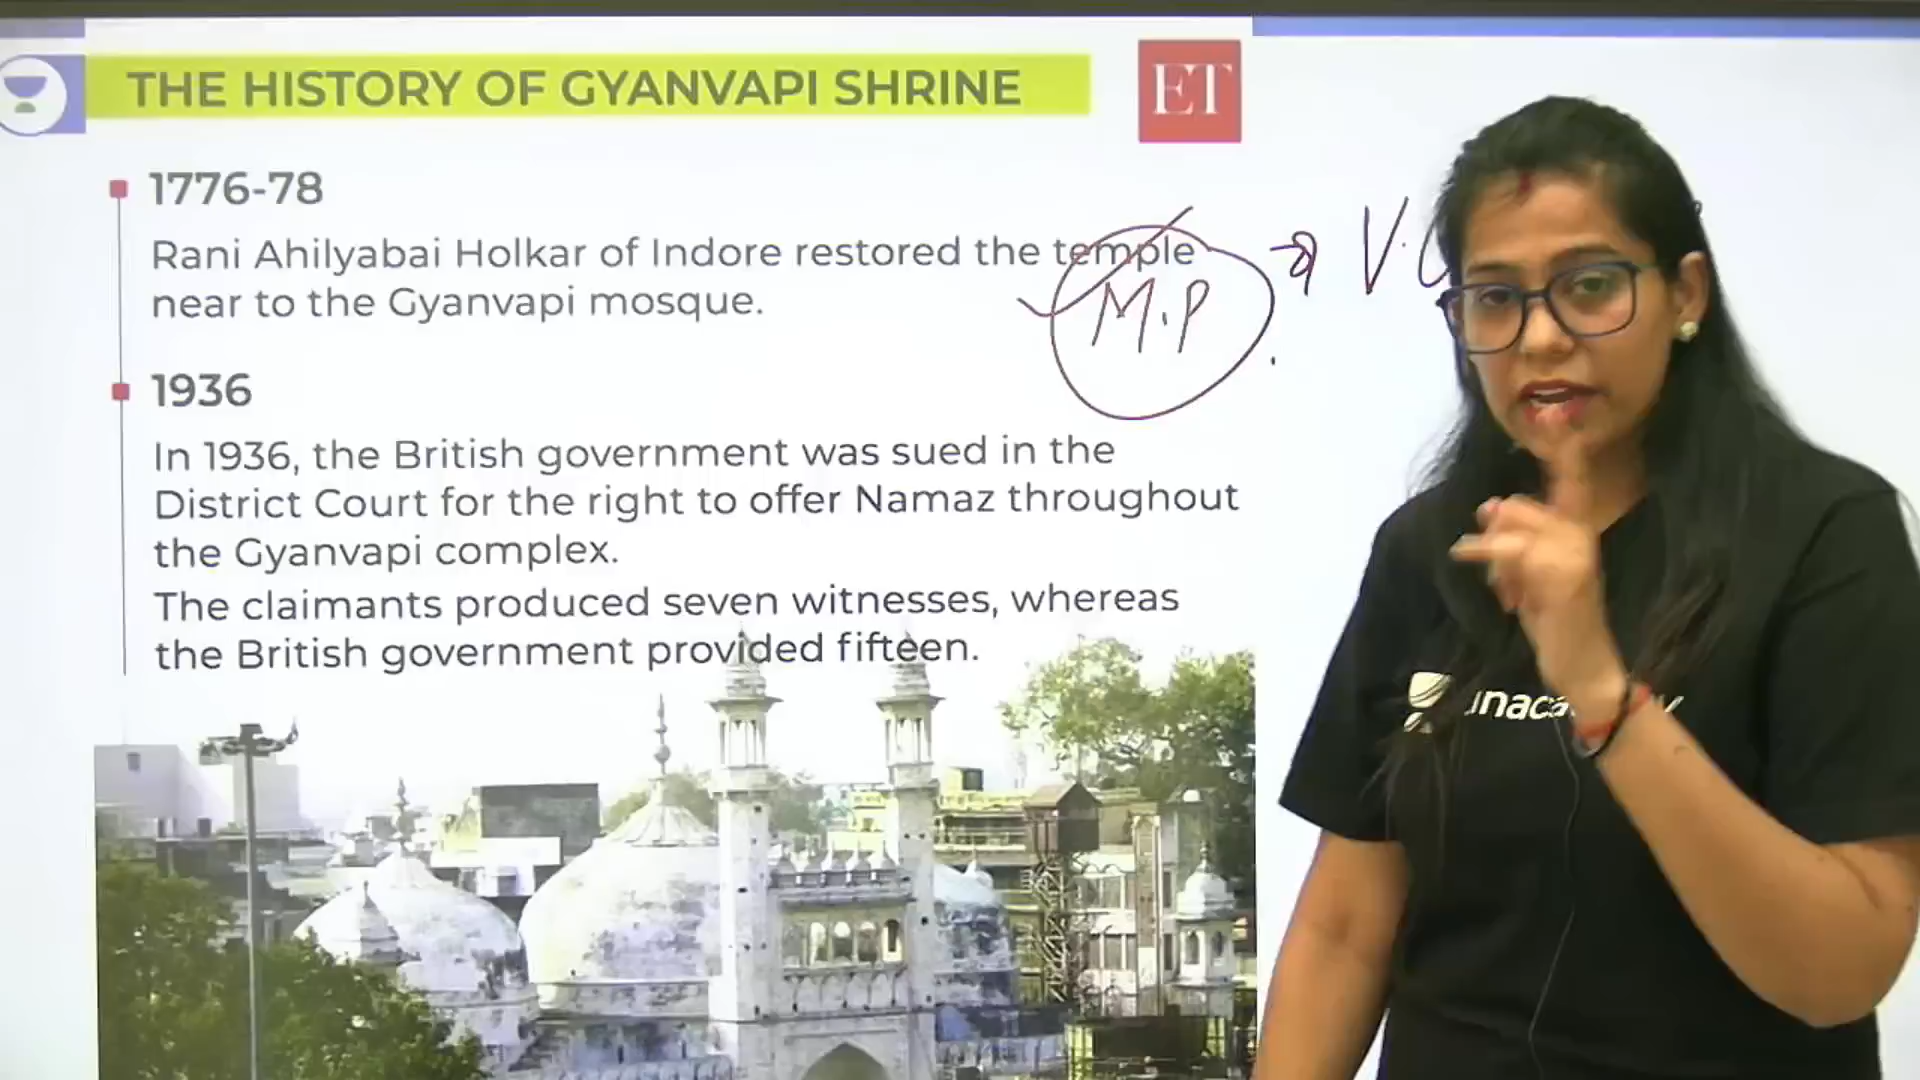 THE HISTORY OF GYANVAPI SHRINE
ET
1776-78
Rani Ahilyabai Holkar of Indore restored the temple
near to the Gyanvapi mosque.
M.P
1936
In 1936, the British government was sued in the
District Court for the right to offer Namaz throughout
the Gyanvapi complex.
The claimants produced seven witnesses, whereas
the British government provided fifteen.